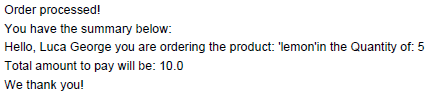 Order processed!
You have the summary below:
Hello, Luca George you are ordering the product: 'lemon'in the Quantity of: 5
Total amount to pay will be: 10.0
We thank you!